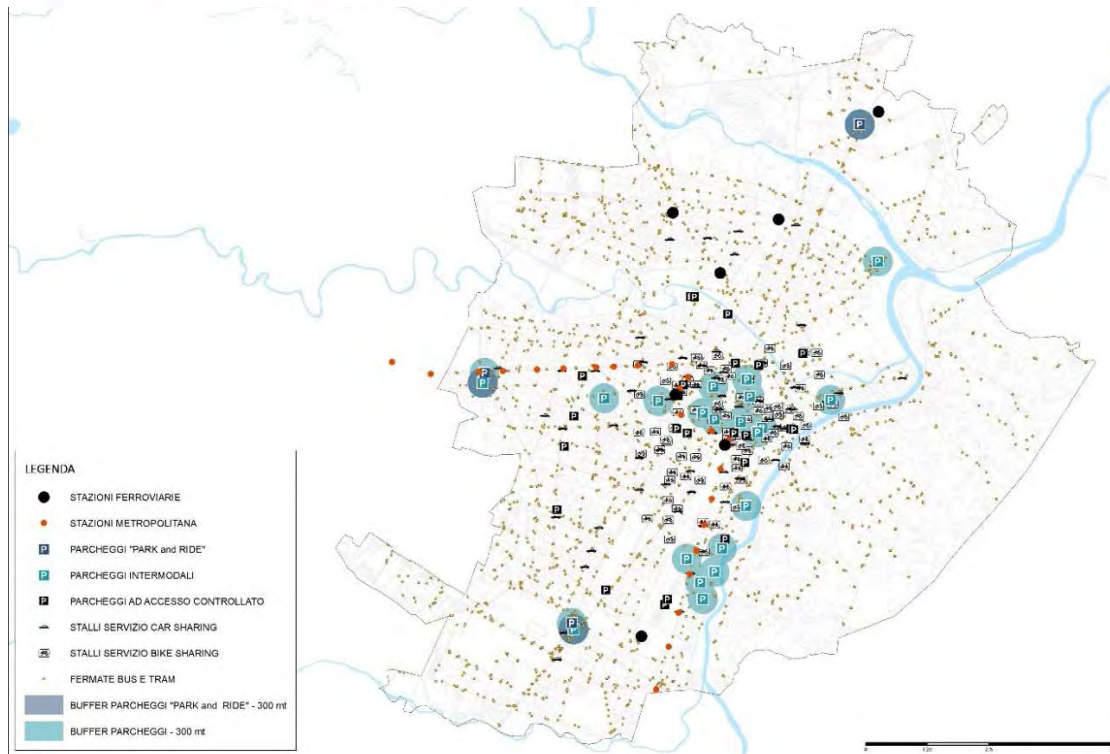 LEGENDA
STAZIONI FERROVIARIE
STAZIONI METROPOLITANA
P PARCHEGGI "PARK and RIDE"
P PARCHEGGI INTERMODALI
P PARCHEGGI AD ACCESSO CONTROLLATO
STALLI SERVIZIO CAR SHARING
STALLI SERVIZIO BIKE SHARING
FERMATE BUS E TRAM
BUFFER PARCHEGGI "PARK and RIDE" - 300 mt
BUFFER PARCHEGGI - 300 mt